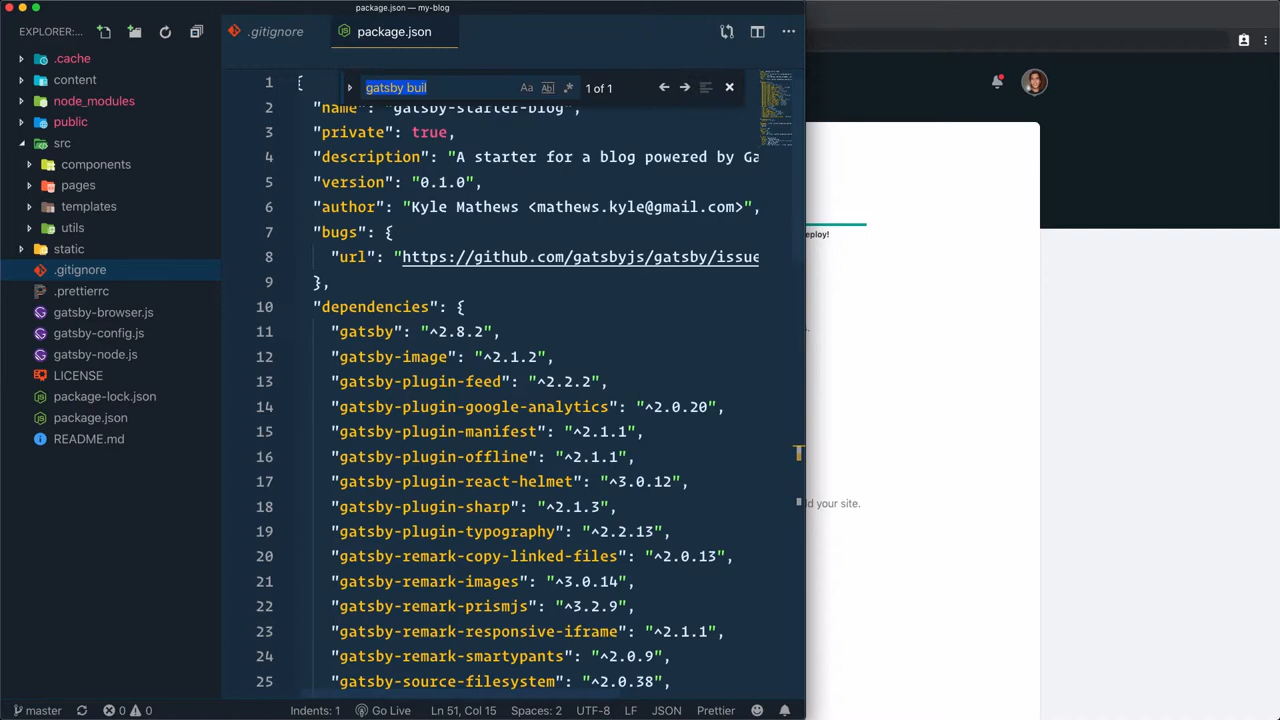 package.json — my-blog
EXPLORER:...
.gitignore
package.json
.cache
content
node_modules
public
src
components
pages
templates
utils
static
.gitignore
.prettierrc
gatsby-browser.js
gatsby-config.js
gatsby-node.js
LICENSE
package-lock.json
package.json
README.md
gatsby buil
Aa
Abl
1 of 1
1 {
2 "name": "gatsby-starter-blog",
3 "private": true,
4 "description": "A starter for a blog powered by Ga
5 "version": "0.1.0",
6 "author": "Kyle Mathews <mathews.kyle@gmail.com>",
7 "bugs": {
8 "url": "https://github.com/gatsbyjs/gatsby/issue
9 },
10 "dependencies": {
11 "gatsby": "^2.8.2",
12 "gatsby-image": "^2.1.2",
13 "gatsby-plugin-feed": "^2.2.2",
14 "gatsby-plugin-google-analytics": "^2.0.20",
15 "gatsby-plugin-manifest": "^2.1.1",
16 "gatsby-plugin-offline": "^2.1.1",
17 "gatsby-plugin-react-helmet": "^3.0.12",
18 "gatsby-plugin-sharp": "^2.1.3",
19 "gatsby-plugin-typography": "^2.2.13",
20 "gatsby-remark-copy-linked-files": "^2.0.13",
21 "gatsby-remark-images": "^3.0.14",
22 "gatsby-remark-prismjs": "^3.2.9",
23 "gatsby-remark-responsive-iframe": "^2.1.1",
24 "gatsby-remark-smartypants": "^2.0.9",
25 "gatsby-source-filesystem": "^2.0.38",
eploy!
d your site.
master
0
0
Indents: 1
Go Live
Ln 51, Col 15
Spaces: 2
UTF-8
LF
JSON
Prettier